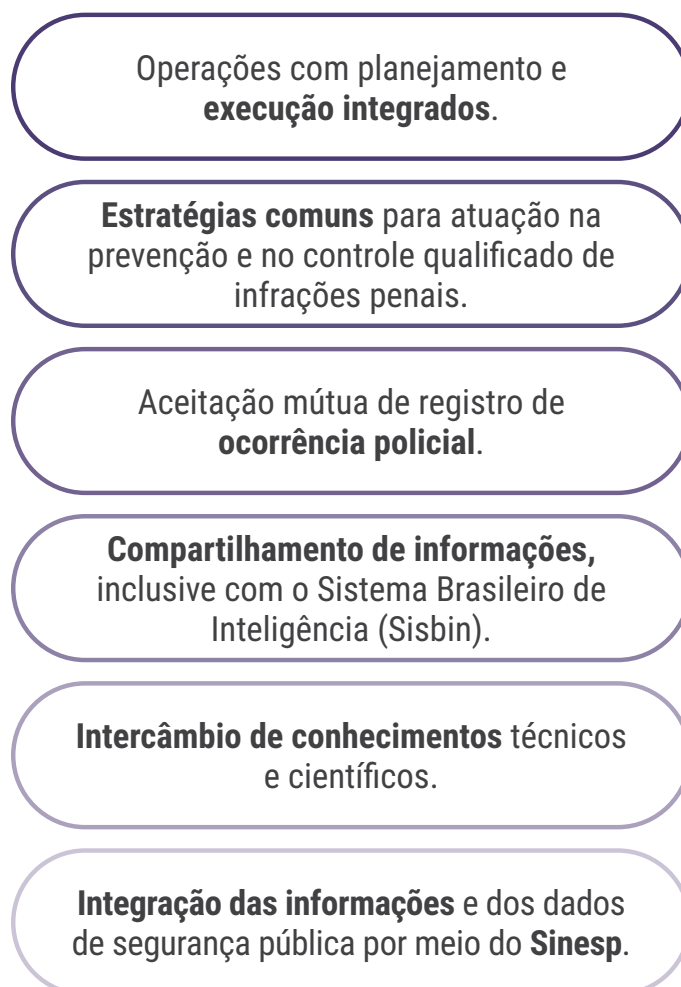 Operações com planejamento e
execução integrados.
Estratégias comuns para atuação na
prevenção e no controle qualificado de
infrações penais.
Aceitação mútua de registro de
ocorrência policial.
Compartilhamento de informações,
inclusive com o Sistema Brasileiro de
Inteligência (Sisbin).
Intercâmbio de conhecimentos técnicos
e científicos.
Integração das informações e dos dados
de segurança pública por meio do Sinesp.